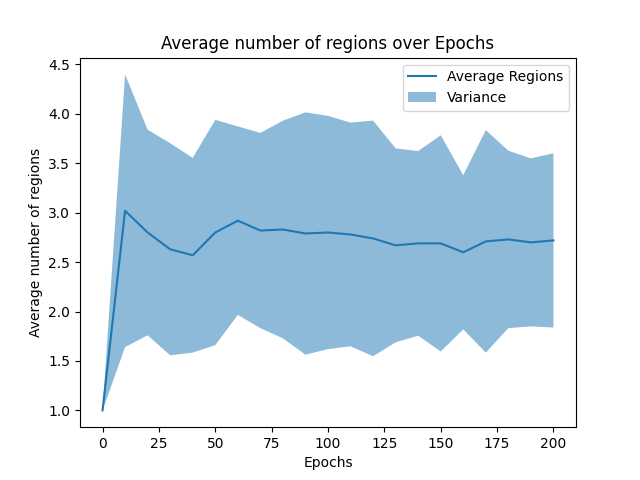 Average number of regions over Epochs
Average Regions
Variance
4.5
4.0
3.5
3.0
2.5
2.0
1.5
1.0
Average number of regions
0 25 50 75 100 125 150 175 200
Epochs